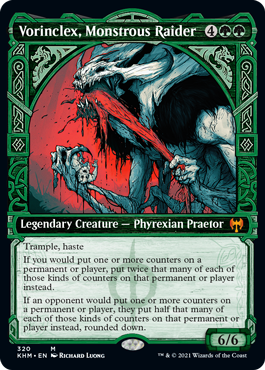 Vorinclex, Monstrous Raider 4
Legendary Creature — Phyrexian Praetor
Trample, haste
If you would put one or more counters on a
permanent or player, put twice that many of each
of those kinds of counters on that permanent or
player instead.
If an opponent would put one or more counters
on a permanent or player, they put half that many
of each of those kinds of counters on that permanent or
player instead, rounded down.
6/6
320 M
KHM • EN Richard Luong
™ & © 2021 Wizards of the Coast